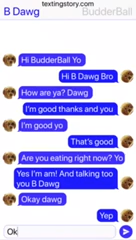 textingstory.com
B Dawg BudderBall
Hi BudderBall Yo
Hi B Dawg Bro
How are ya? Dawg
I'm good thanks and you
I'm good yo
That's good
Are you eating right now? Yo
Yes I'm am! And talking too
you B Dawg
Okay dawg
Yep
Ok